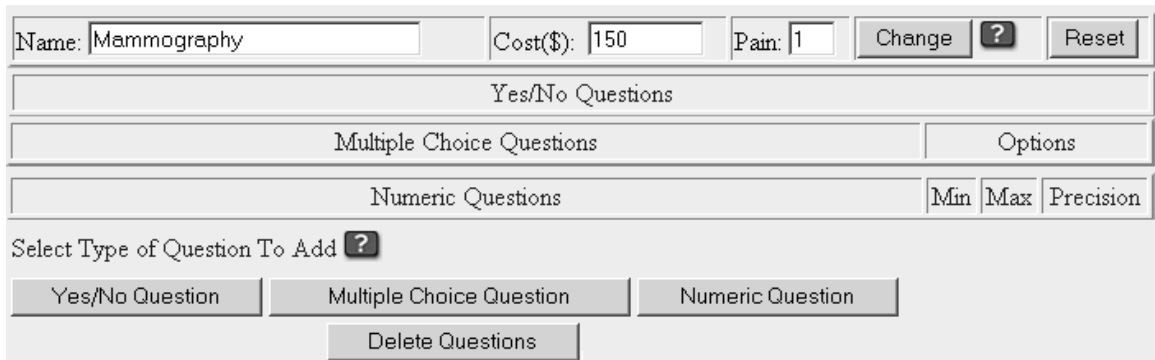 Name: Mammography Cost($): 150 Pain: 1 Change ? Reset
Yes/No Questions
Multiple Choice Questions Options
Numeric Questions Min Max Precision
Select Type of Question To Add ?
Yes/No Question Multiple Choice Question Numeric Question
Delete Questions